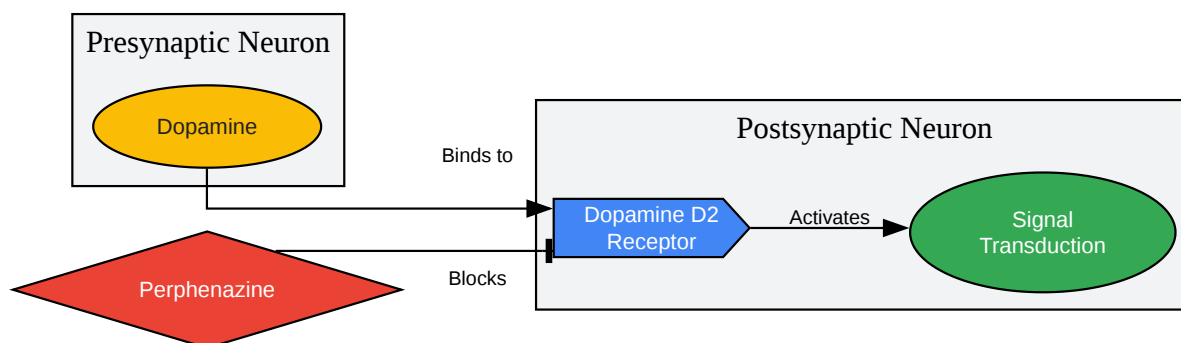 Presynaptic Neuron
Dopamine
Postsynaptic Neuron
Binds to
Dopamine D2
Receptor
Activates
Signal
Transduction
Blocks
Perphenazine